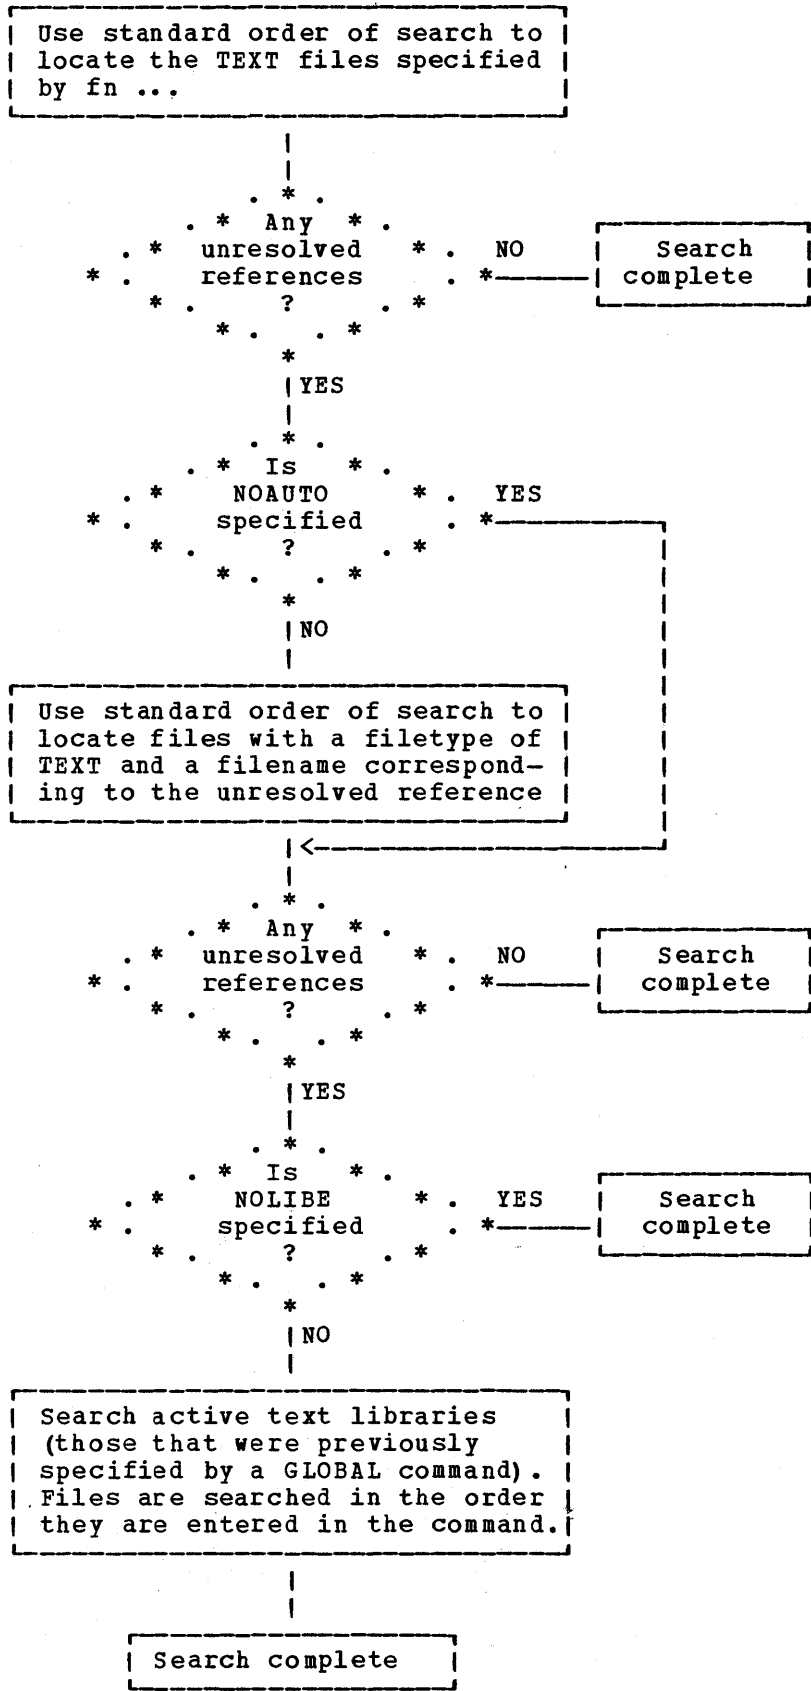 Use standard order of search to
locate the TEXT files specified
by fn ...
Any
unresolved NO Search
references complete
?
YES
Is
NOAUTO YES
specified
?
NO
Use standard order of search to
locate files with a filetype of
TEXT and a filename correspond-
ing to the unresolved reference
Any
unresolved NO Search
references complete
?
YES
Is
NOLIBE YES Search
specified complete
?
NO
Search active text libraries
(those that were previously
specified by a GLOBAL command).
Files are searched in the order
they are entered in the command.
Search complete